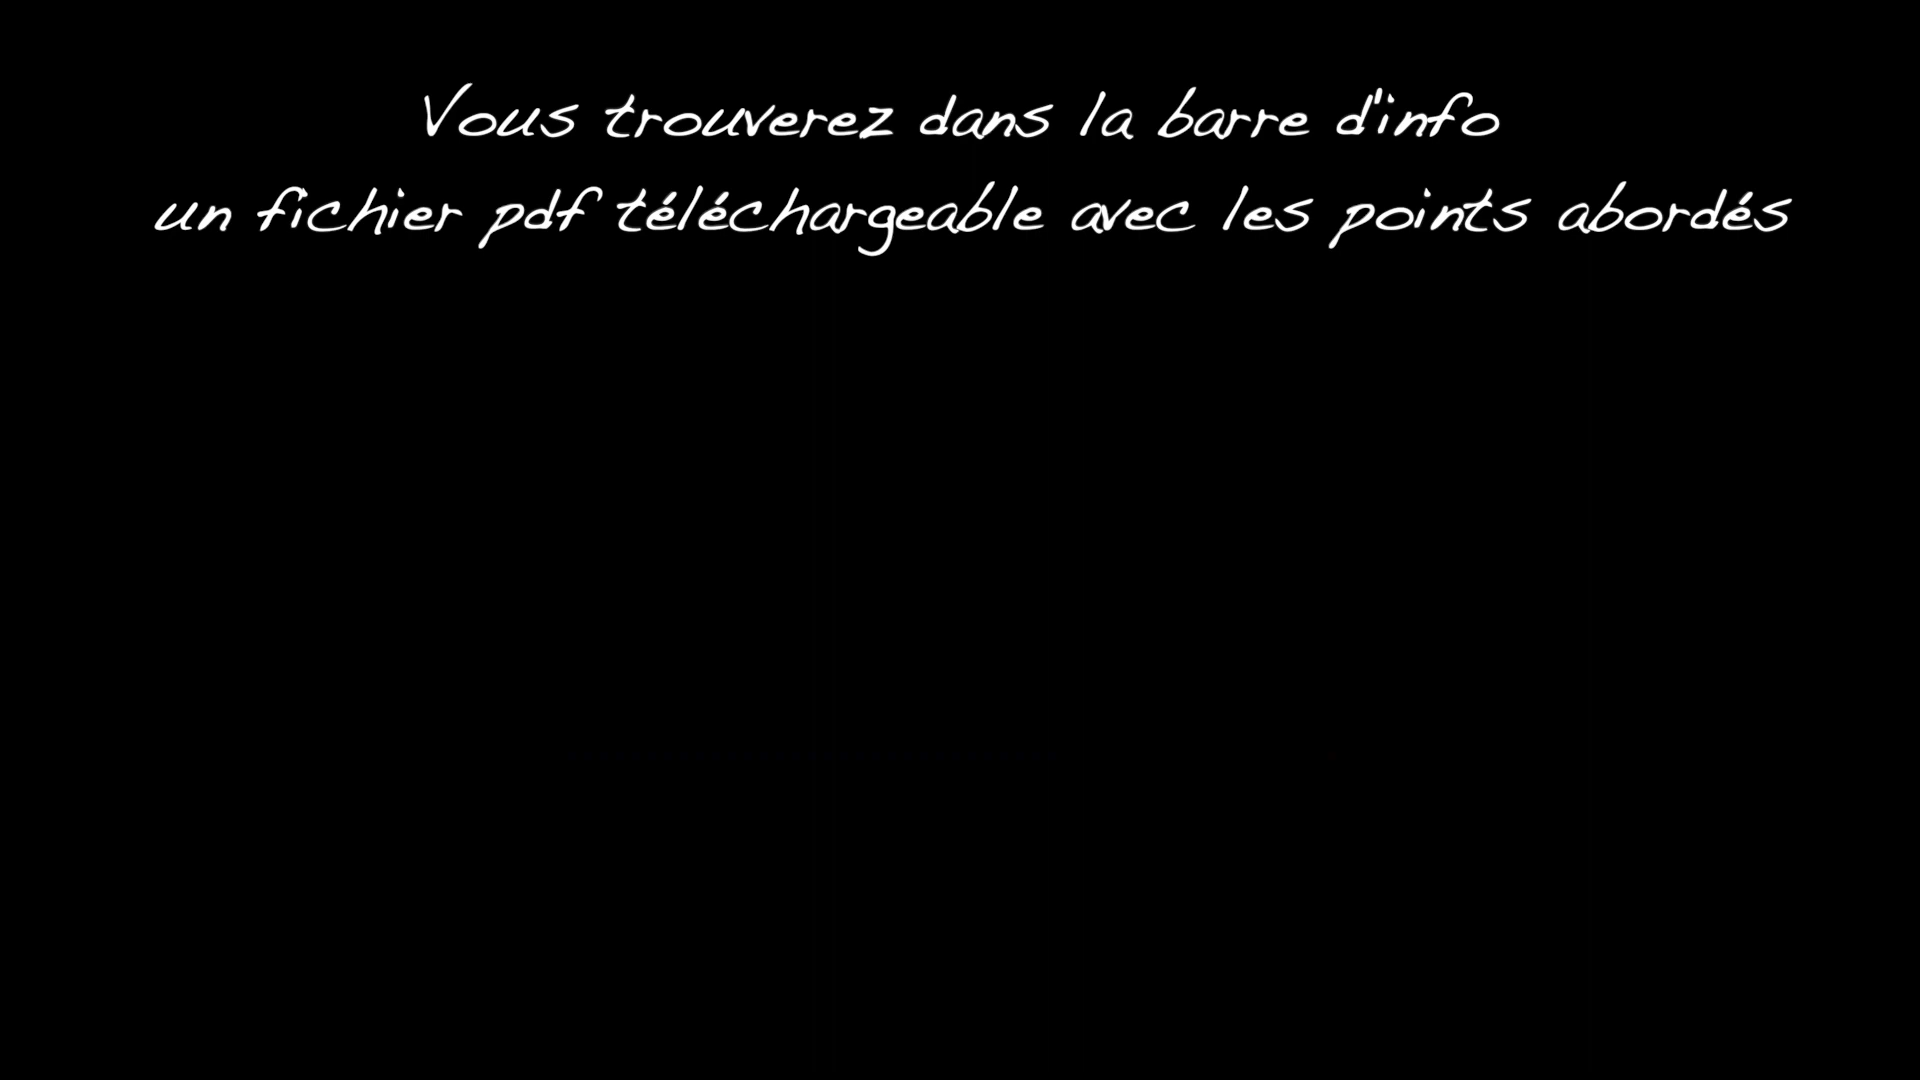 Vous trouverez dans la barre d'info
un fichier pdf téléchargeable avec les points abordés